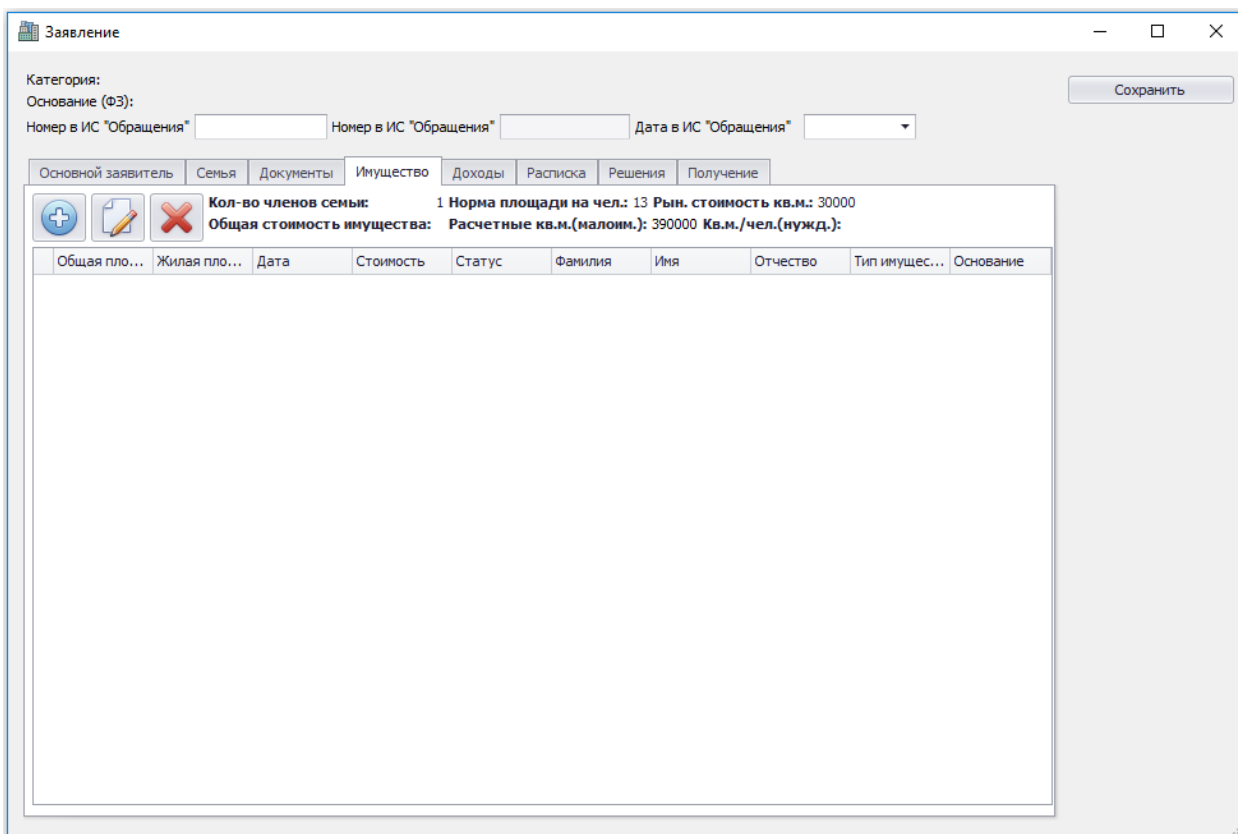 Заявление
Категория:
Сохранить
Основание (ФЗ):
Номер в ИС "Обращения" Номер в ИС "Обращения" Дата в ИС "Обращения"
Основной заявитель Семья Документы Имущество Доходы Расписка Решения Получение
Кол-во членов семьи: 1 Норма площади на чел.: 13 Рын. стоимость кв.м.: 30000
Общая стоимость имущества: Расчетные кв.м.(малоим.): 390000 Кв.м./чел.(нужд.):
Общая пло... Жилая пло... Дата Стоимость Статус Фамилия Имя Отчество Тип имущес... Основание